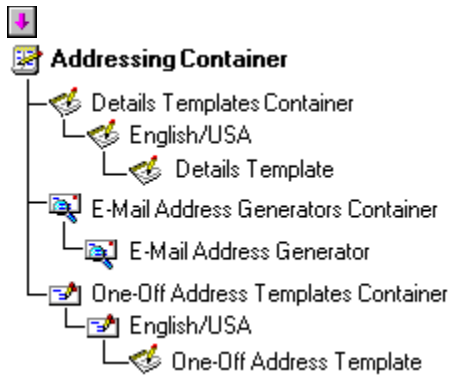 Addressing Container
Details Templates Container
English/USA
Details Template
E-Mail Address Generators Container
E-Mail Address Generator
One-Off Address Templates Container
English/USA
One-Off Address Template